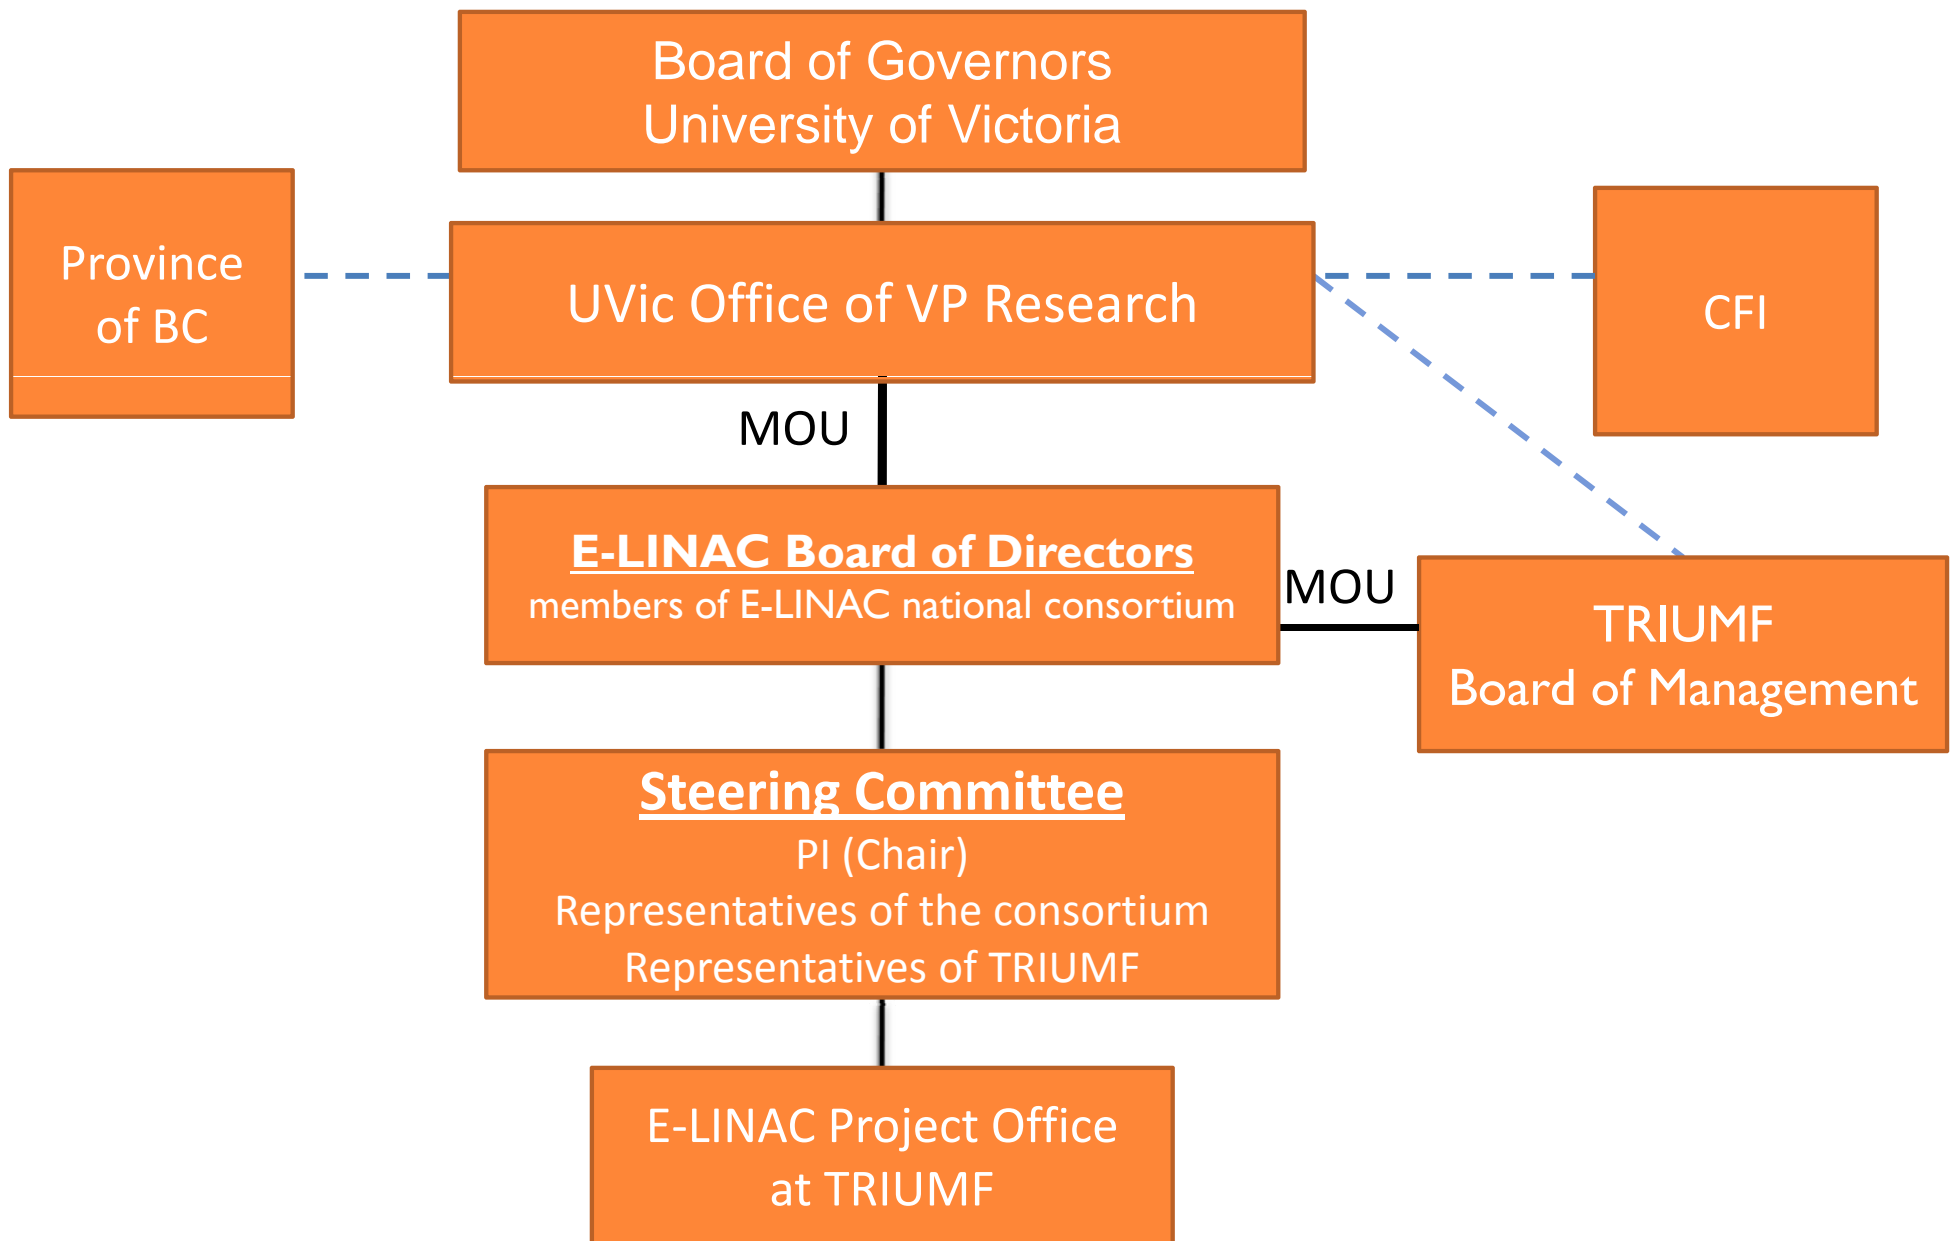 Board of Governors
University of Victoria
Province
of BC
UVic Office of VP Research
CFI
MOU
E-LINAC Board of Directors
members of E-LINAC national consortium
MOU
TRIUMF
Board of Management
Steering Committee
PI (Chair)
Representatives of the consortium
Representatives of TRIUMF
E-LINAC Project Office
at TRIUMF